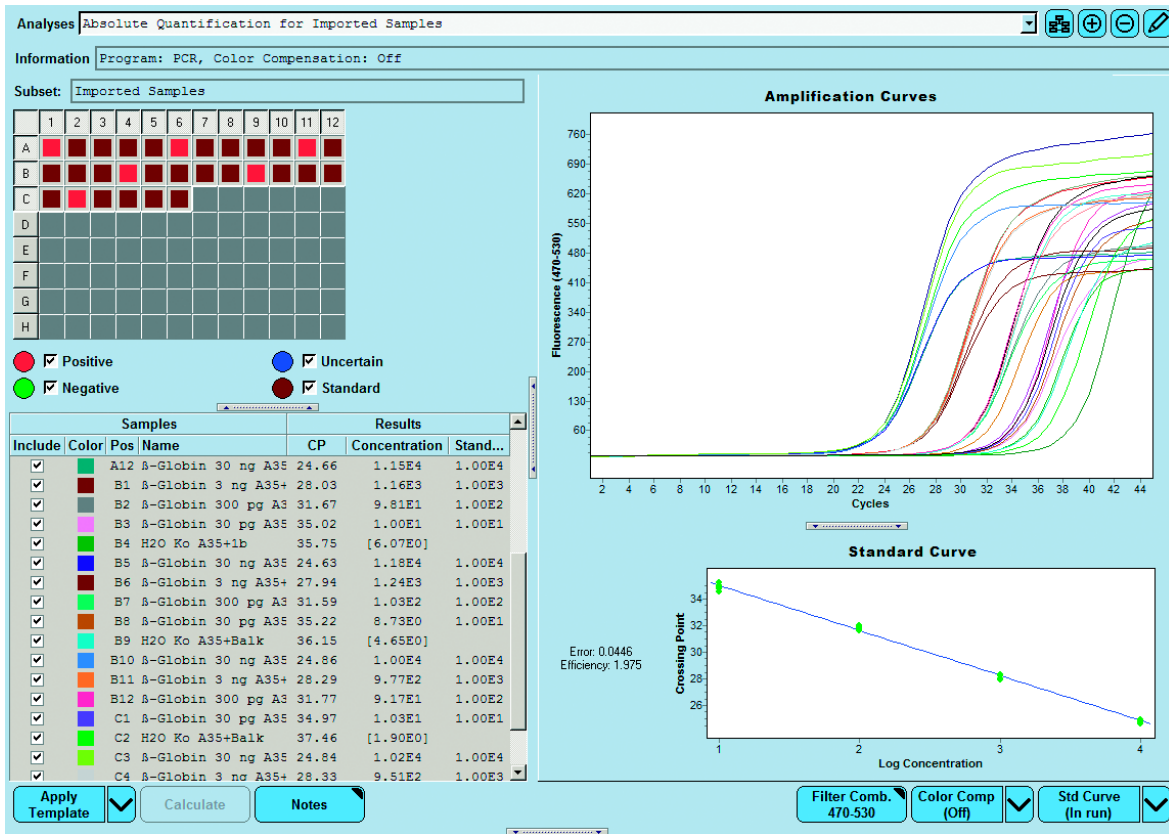 Analyses Absolute Quantification for Imported Samples
Information Program: PCR, Color Compensation: Off
Subset: Imported Samples
1 2 3 4 5 6 7 8 9 10 11 12
A
B
C
D
E
F
G
H
Positive Uncertain
Negative Standard
Samples Results
Include Color Pos Name CP Concentration Stand...
A12 ß-Globin 30 ng A35 24.66 1.15E4 1.00E4
B1 ß-Globin 3 ng A35+ 28.03 1.16E3 1.00E3
B2 ß-Globin 300 pg A3 31.67 9.81E1 1.00E2
B3 ß-Globin 30 pg A35 35.02 1.00E1 1.00E1
B4 H2O Ko A35+1b 35.75 [6.07E0]
B5 ß-Globin 30 ng A35 24.63 1.18E4 1.00E4
B6 ß-Globin 3 ng A35+ 27.94 1.24E3 1.00E3
B7 ß-Globin 300 pg A3 31.59 1.03E2 1.00E2
B8 ß-Globin 30 pg A35 35.22 8.73E0 1.00E1
B9 H2O Ko A35+Balk 36.15 [4.65E0]
B10 ß-Globin 30 ng A35 24.86 1.00E4 1.00E4
B11 ß-Globin 3 ng A35+ 28.29 9.77E2 1.00E3
B12 ß-Globin 300 pg A3 31.77 9.17E1 1.00E2
C1 ß-Globin 30 pg A35 34.97 1.03E1 1.00E1
C2 H2O Ko A35+Balk 37.46 [1.90E0]
C3 ß-Globin 30 ng A35 24.84 1.02E4 1.00E4
C4 ß-Globin 3 ng A35+ 28.33 9.51E2 1.00E3
Amplification Curves
Fluorescence (470-530)
760
690
620
550
480
410
340
270
200
130
60
2 4 6 8 10 12 14 16 18 20 22 24 26 28 30 32 34 36 38 40 42 44
Cycles
Standard Curve
Error: 0.0446
Efficiency: 1.975
Crossing Point
34
32
30
28
26
1 2 3 4
Log Concentration
Apply Template
Calculate
Notes
Filter Comb. 470-530
Color Comp (Off)
Std Curve (In run)